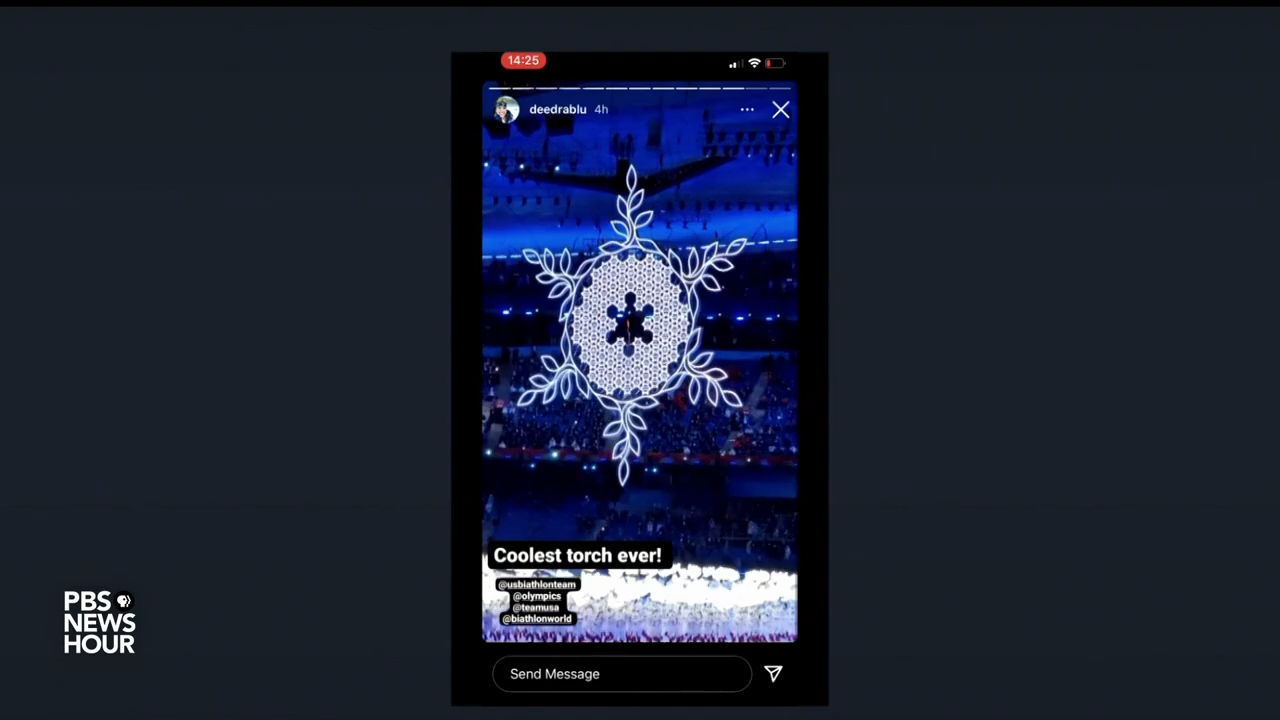 14:25
deedrablu 4h
Coolest torch ever!
@usbiathlonteam
@olympics
@teamusa
@biathlonworld
Send Message
PBS
NEWS
HOUR